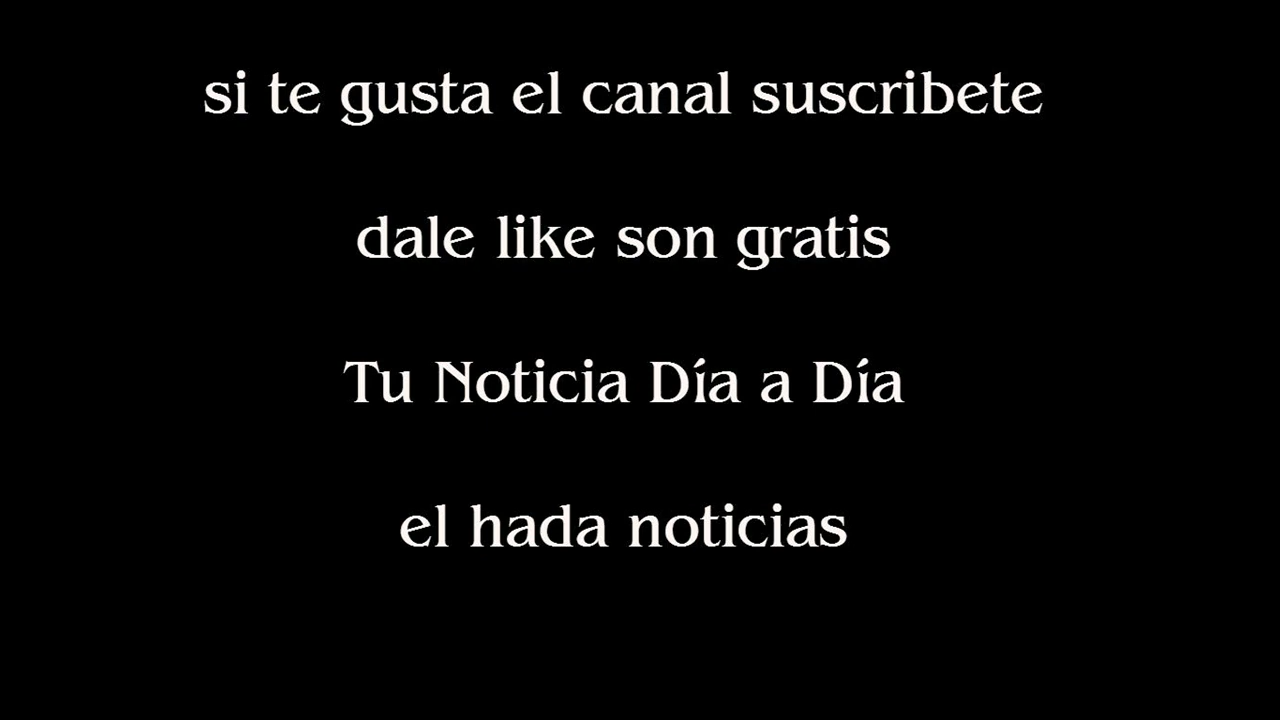 si te gusta el canal suscribete
dale like son gratis
Tu Noticia Día a Día
el hada noticias